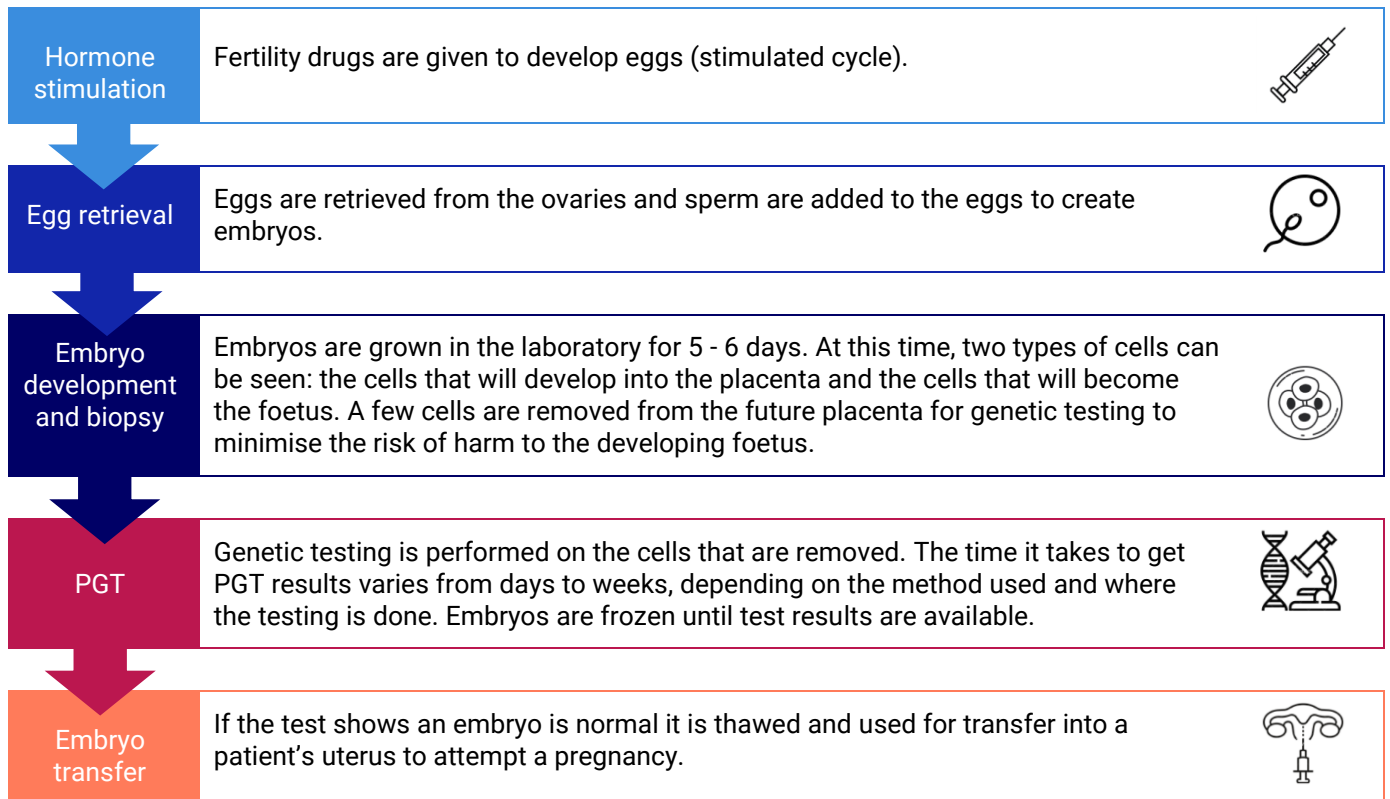 Hormone
stimulation
Fertility drugs are given to develop eggs (stimulated cycle).
Egg retrieval
Eggs are retrieved from the ovaries and sperm are added to the eggs to create
embryos.
Embryo
development
and biopsy
Embryos are grown in the laboratory for 5 - 6 days. At this time, two types of cells can
be seen: the cells that will develop into the placenta and the cells that will become
the foetus. A few cells are removed from the future placenta for genetic testing to
minimise the risk of harm to the developing foetus.
PGT
Genetic testing is performed on the cells that are removed. The time it takes to get
PGT results varies from days to weeks, depending on the method used and where
the testing is done. Embryos are frozen until test results are available.
Embryo
transfer
If the test shows an embryo is normal it is thawed and used for transfer into a
patient’s uterus to attempt a pregnancy.